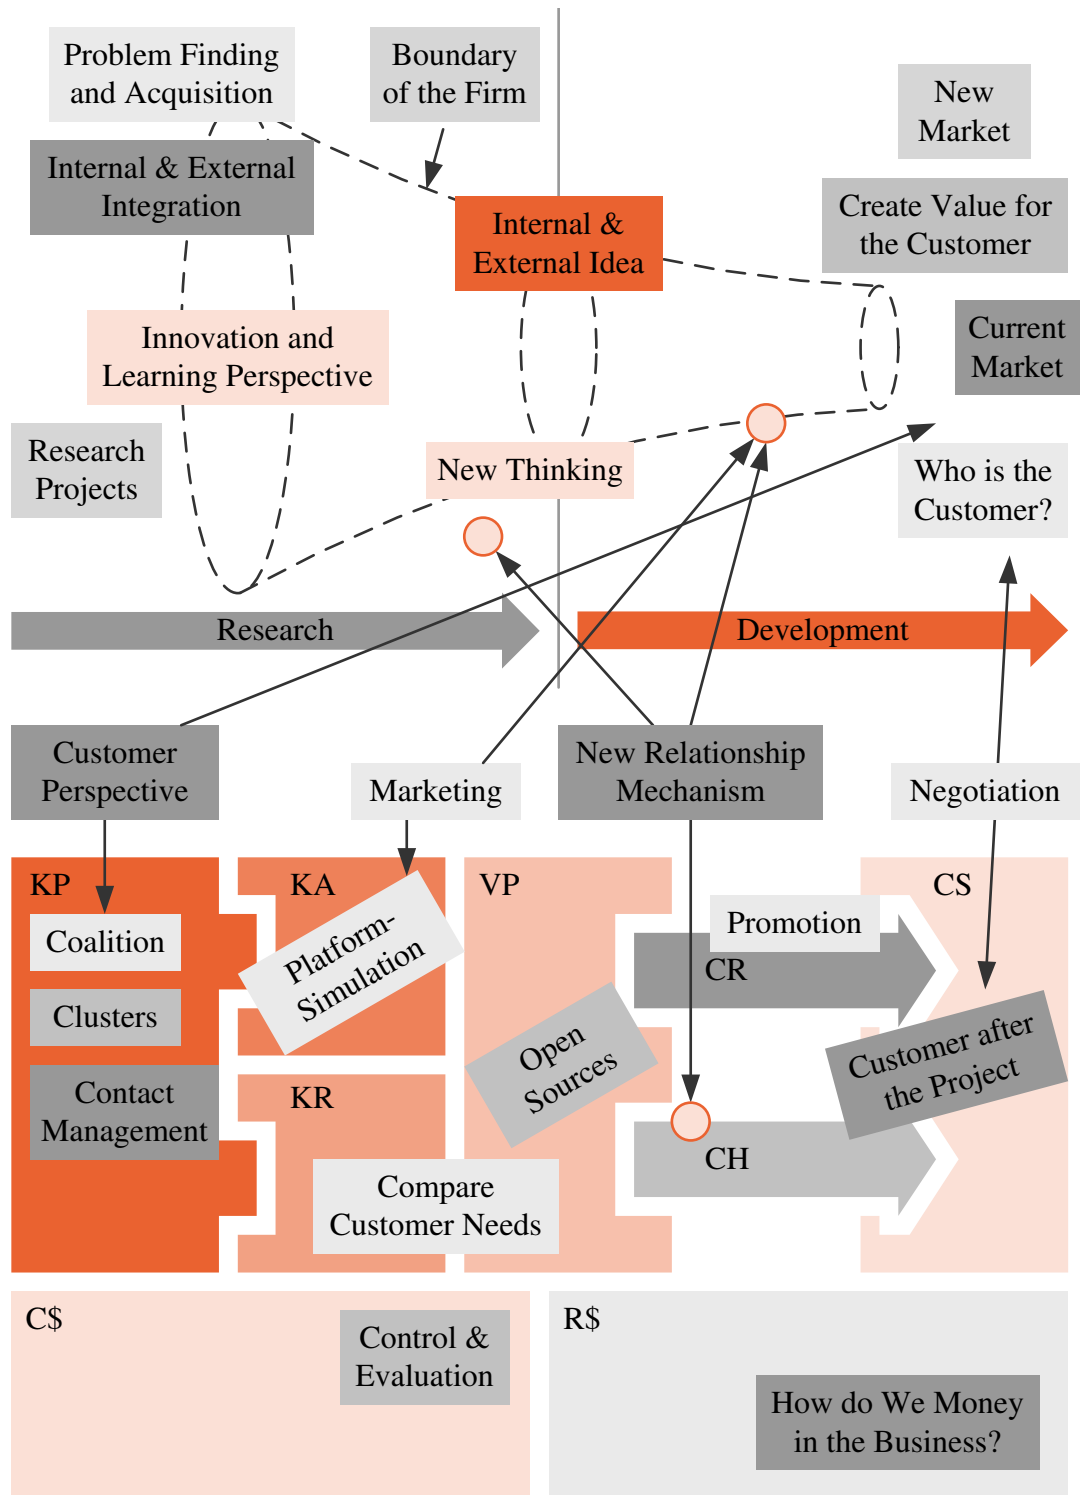 Problem Finding
and Acquisition
Boundary
of the Firm
New
Market
Internal & External
Integration
Create Value for
the Customer
Internal &
External Idea
Innovation and
Learning Perspective
Current
Market
Research
Projects
New Thinking
Who is the
Customer?
Research
Development
Customer
Perspective
Marketing
New Relationship
Mechanism
Negotiation
KP
KA
VP
CS
Coalition
Platform-
Simulation
Promotion
CR
Clusters
Open
Sources
Customer after
the Project
Contact
Management
KR
CH
Compare
Customer Needs
C$
Control &
Evaluation
R$
How do We Money
in the Business?